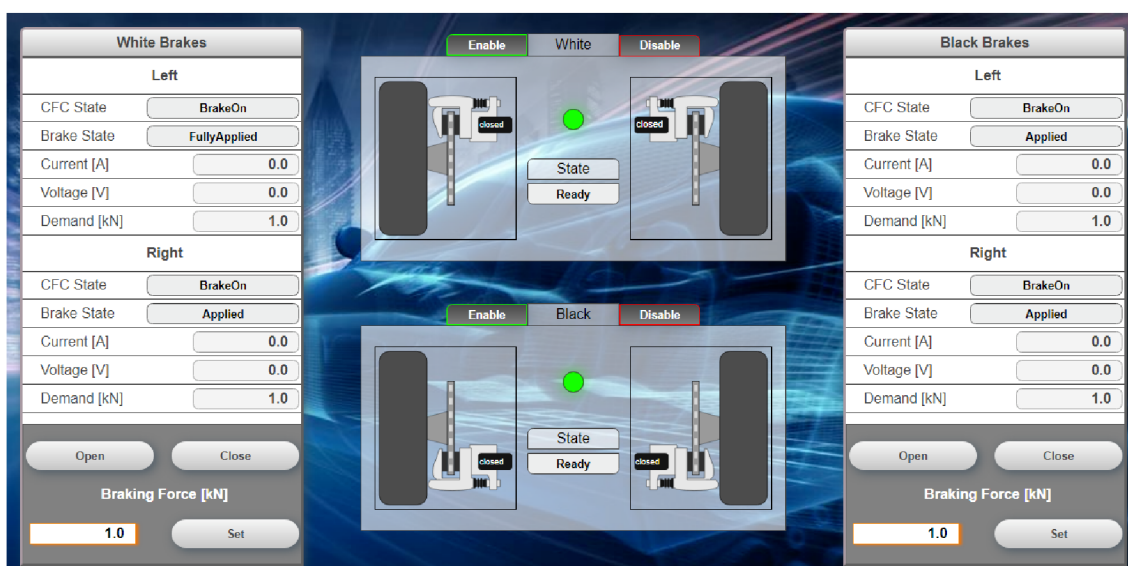 White Brakes
Left
CFC State BrakeOn
Brake State FullyApplied
Current [A] 0.0
Voltage [V] 0.0
Demand [kN] 1.0
Right
CFC State BrakeOn
Brake State Applied
Current [A] 0.0
Voltage [V] 0.0
Demand [kN] 1.0
Open Close
Braking Force [kN]
1.0 Set
Enable White Disable
closed closed
State
Ready
Enable Black Disable
closed closed
State
Ready
Black Brakes
Left
CFC State BrakeOn
Brake State Applied
Current [A] 0.0
Voltage [V] 0.0
Demand [kN] 1.0
Right
CFC State BrakeOn
Brake State Applied
Current [A] 0.0
Voltage [V] 0.0
Demand [kN] 1.0
Open Close
Braking Force [kN]
1.0 Set